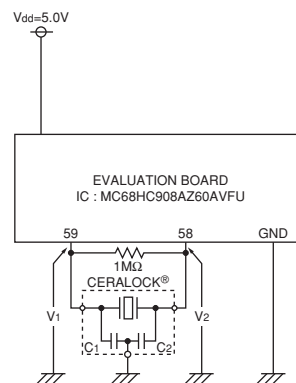 Vdd=5.0V
EVALUATION BOARD
IC : MC68HC908AZ60AVFU
59
58
GND
1MΩ
CERALOCK®
V1
V2
C1
C2